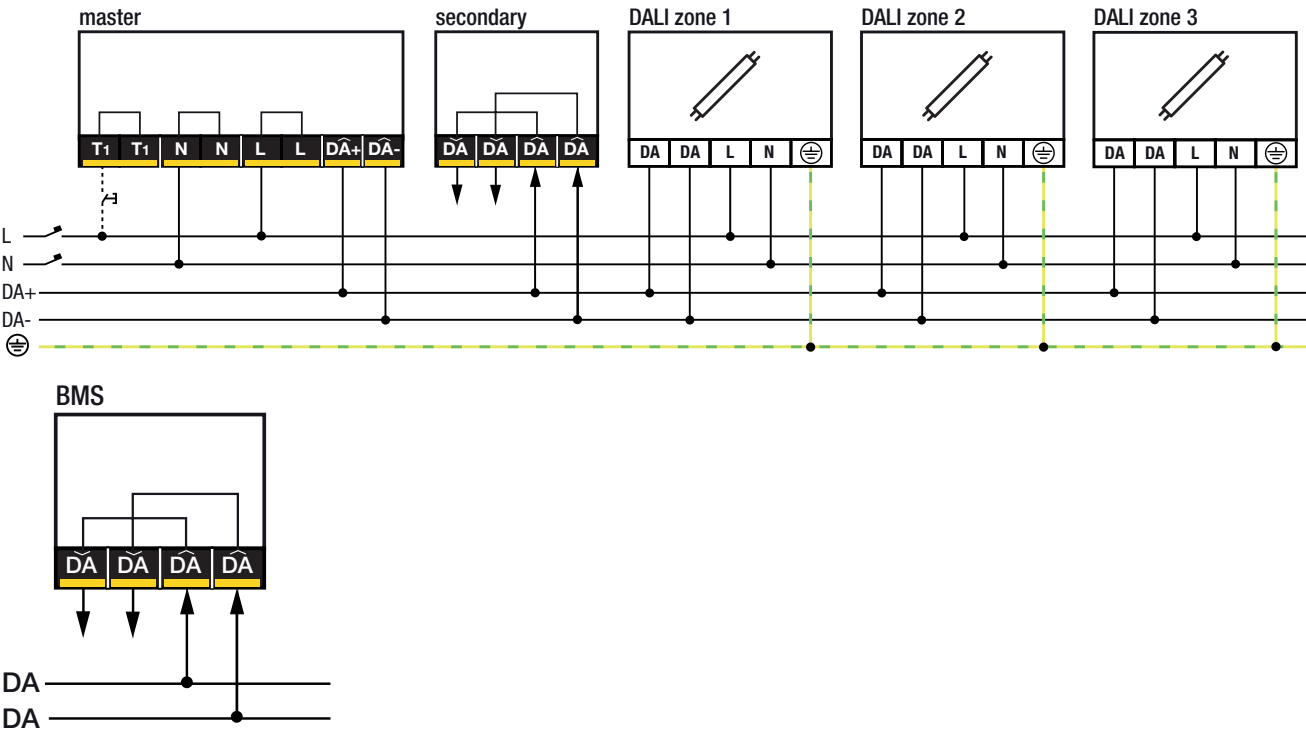 master secondary DALI zone 1 DALI zone 2 DALI zone 3
T1 T1 N N L L DA+ DA- DA DA DA DA DA DA L N DA DA L N DA DA L N
L
N
DA+
DA-
BMS
DA DA DA DA
DA
DA